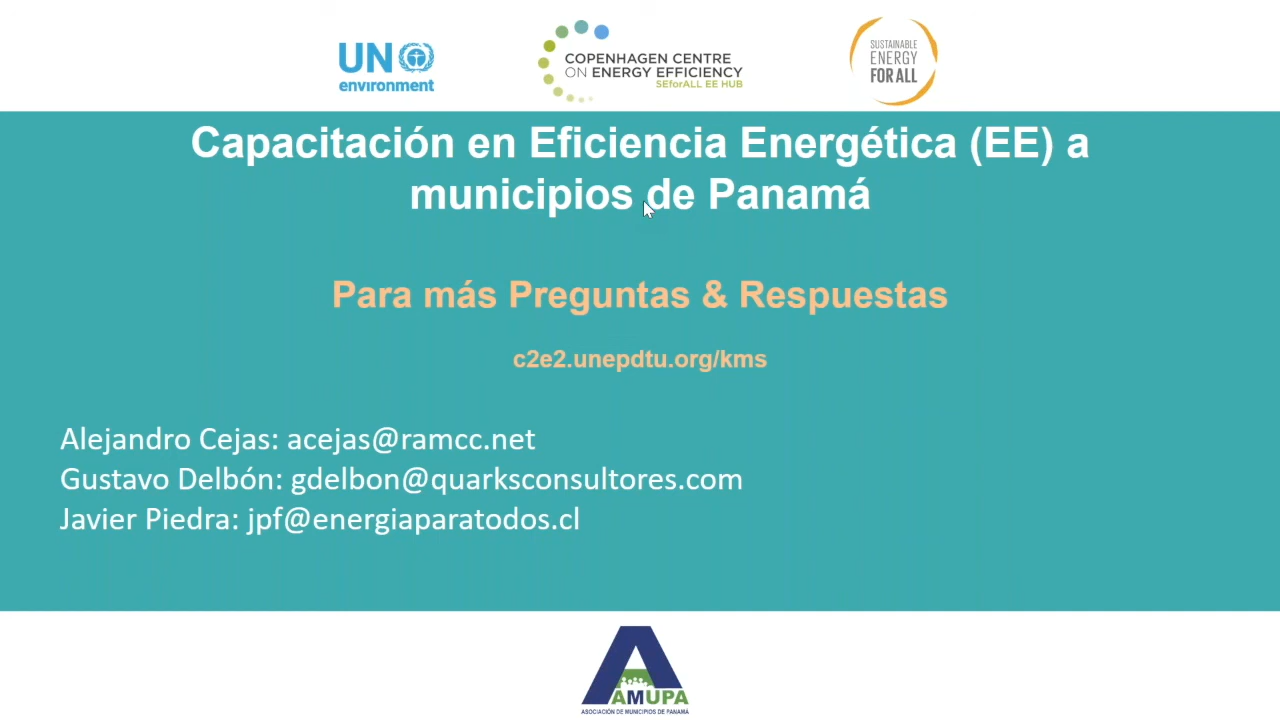 UN
environment
COPENHAGEN CENTRE
ON ENERGY EFFICIENCY
SEforALL EE HUB
SUSTAINABLE
ENERGY
FOR ALL
Capacitación en Eficiencia Energética (EE) a
municipios de Panamá
Para más Preguntas & Respuestas
c2e2.unepdtu.org/kms
Alejandro Cejas: acejas@ramcc.net
Gustavo Delbón: gdelbon@quarksconsultores.com
Javier Piedra: jpf@energiaparatodos.cl
AMUPA
ASOCIACIÓN DE MUNICIPIOS DE PANAMÁ